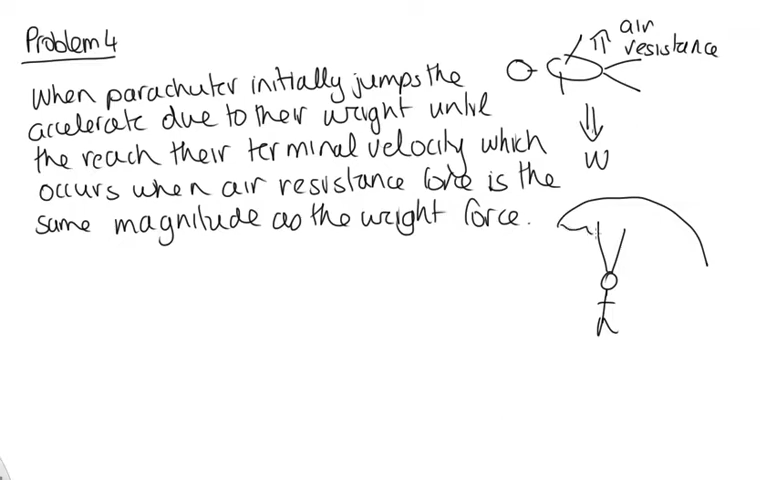 Problem 4
air
resistance
When parachuter initially jumps the
accelerate due to their weight until
the reach their terminal velocity which
occurs when air resistance force is the
same magnitude as the weight force.
W